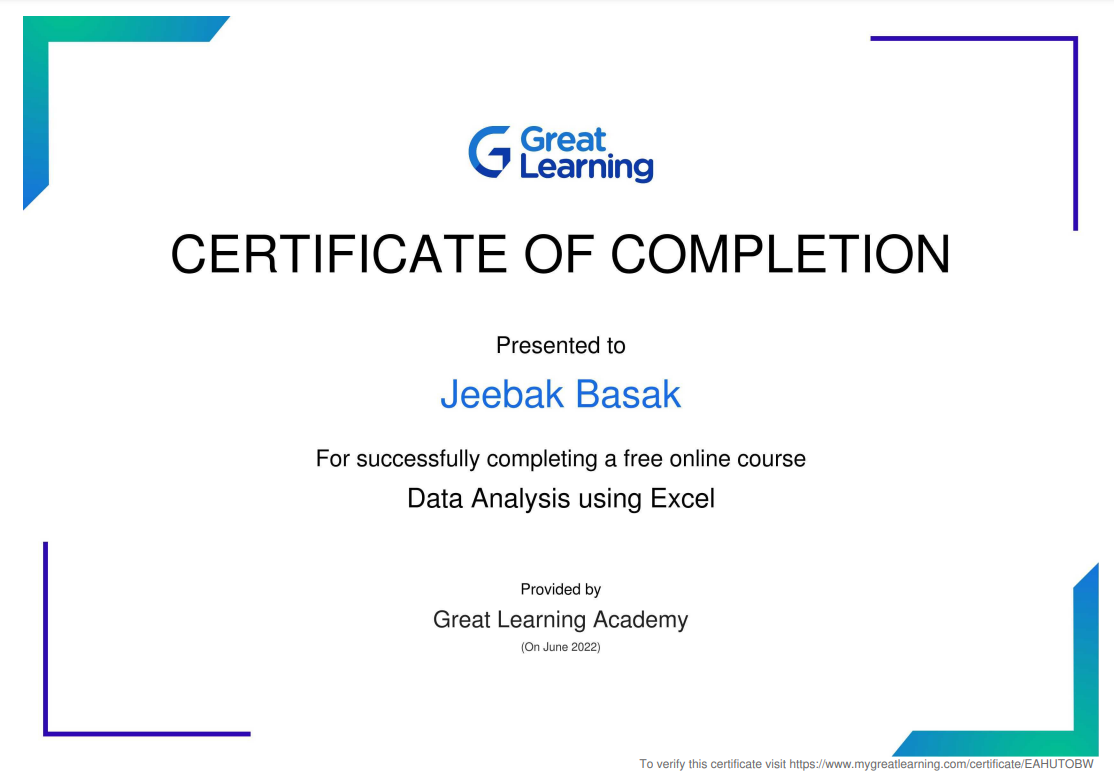 Great
Learning
CERTIFICATE OF COMPLETION
Presented to
Jeebak Basak
For successfully completing a free online course
Data Analysis using Excel
Provided by
Great Learning Academy
(On June 2022)
To verify this certificate visit https://www.mygreatlearning.com/certificate/EAHUTOBW